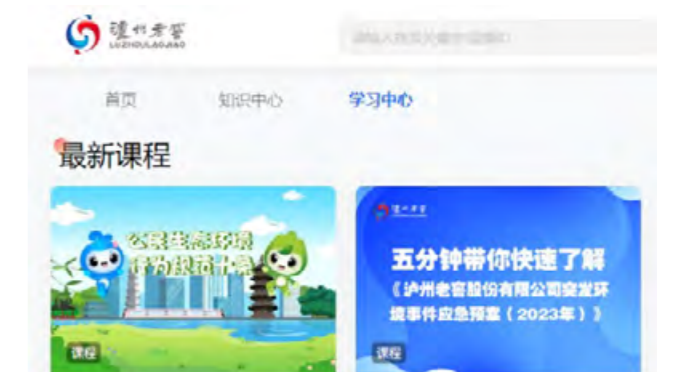 瀘州老窖
LUZHOULAOJIAO
首页 知识中心 学习中心
最新课程
公民生态环境
行为规范十条
课程
瀘州老窖
五分钟带你快速了解
《泸州老窖股份有限公司突发环
境事件应急预案（2023年）》
课程